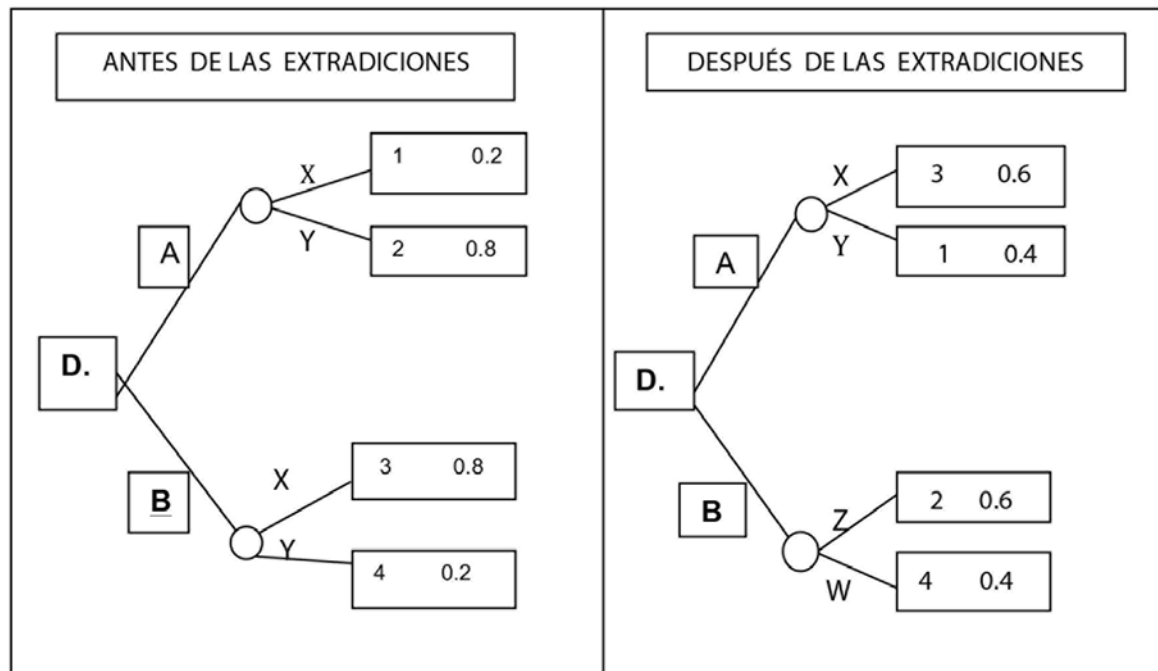 ANTES DE LAS EXTRADICIONES
X
1 0.2
Y
2 0.8
A
D.
B
X
3 0.8
Y
4 0.2
DESPUÉS DE LAS EXTRADICIONES
X
3 0.6
Y
1 0.4
A
D.
B
Z
2 0.6
W
4 0.4